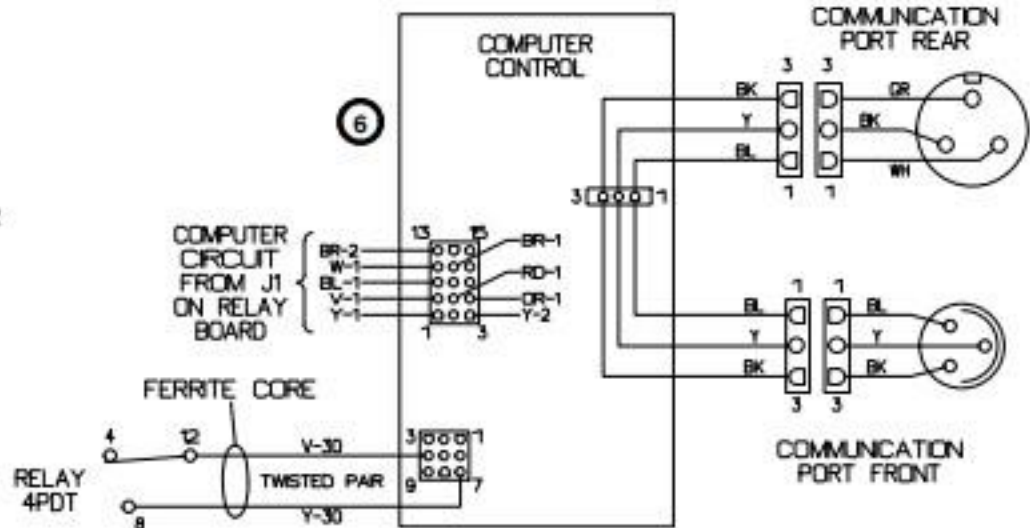 COMMUNICATION
PORT REAR
COMPUTER
CONTROL
6
3 3
BK
Y
BL
BK
WH
1 1
3 1
COMPUTER
CIRCUIT
FROM J1
ON RELAY
BOARD
BR-2
W-1
BL-1
V-1
Y-1
13 15
BR-1
RD-1
OR-1
Y-2
1 3
1 1
BL BL
Y Y
BK BK
3 3
COMMUNICATION
PORT FRONT
FERRITE CORE
4 12
V-30
3 1
RELAY
4PDT
TWISTED PAIR
9 7
8
Y-30